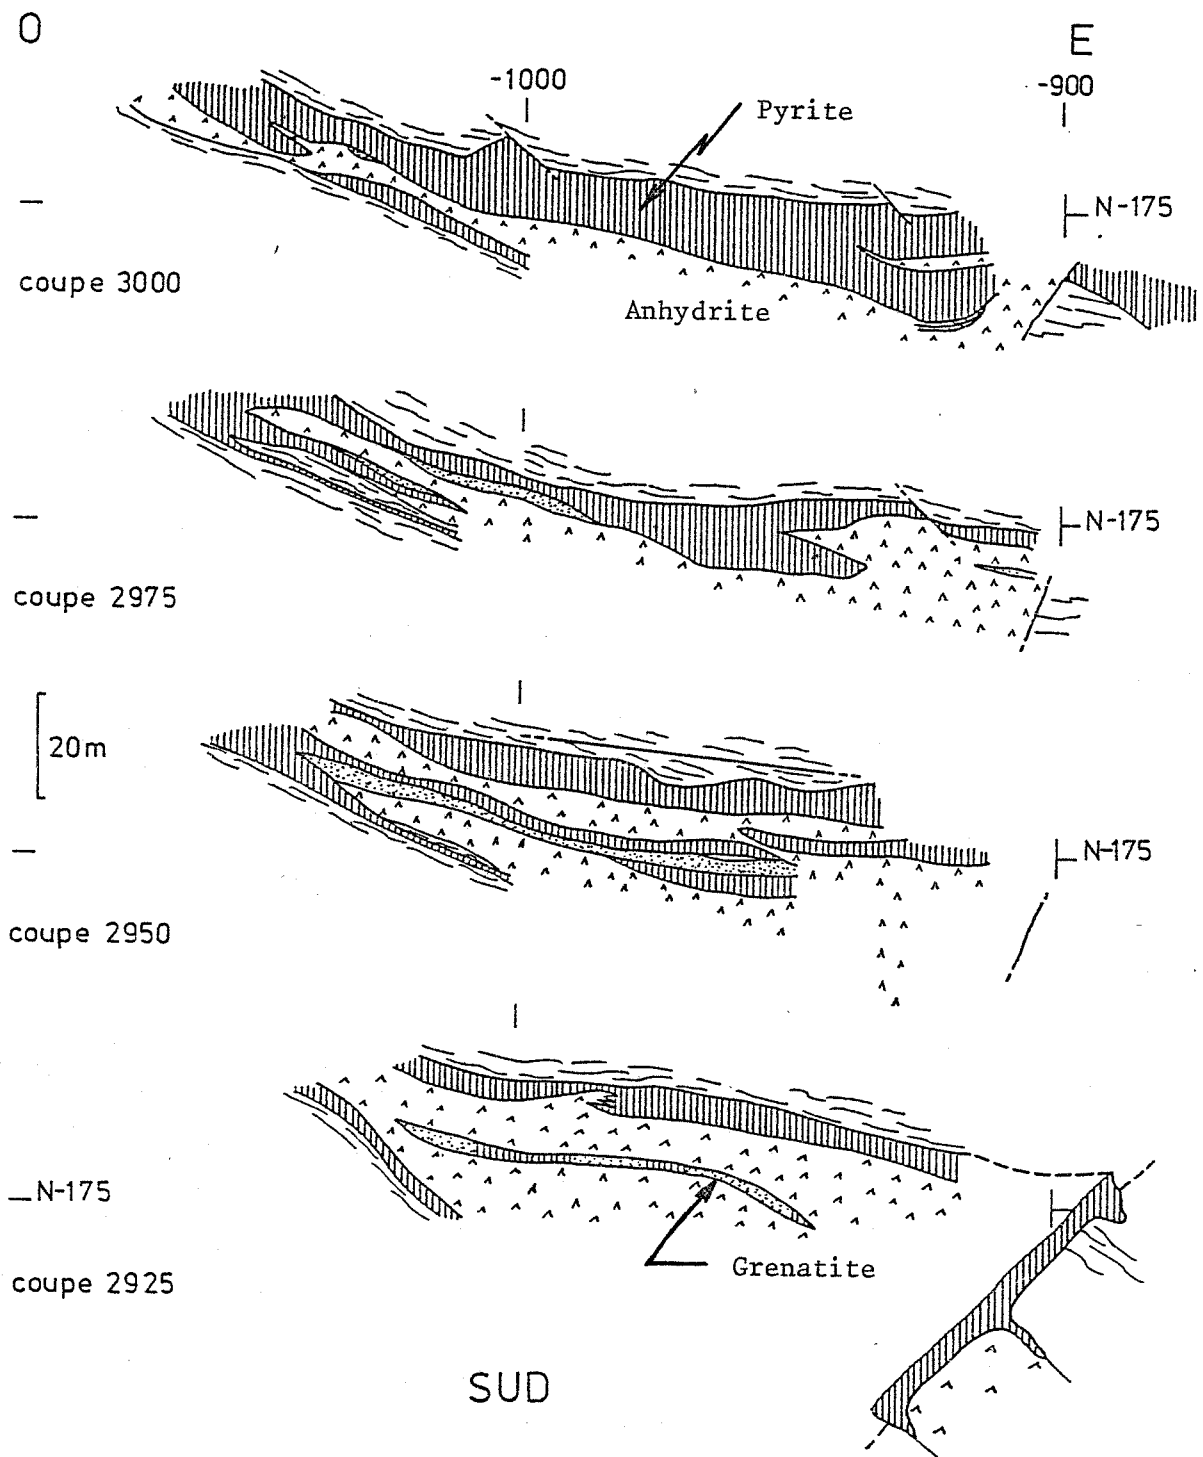 O
E
-1000
-900
Pyrite
N-175
coupe 3000
Anhydrite
N-175
coupe 2975
20m
N-175
coupe 2950
N-175
coupe 2925
Grenatite
SUD